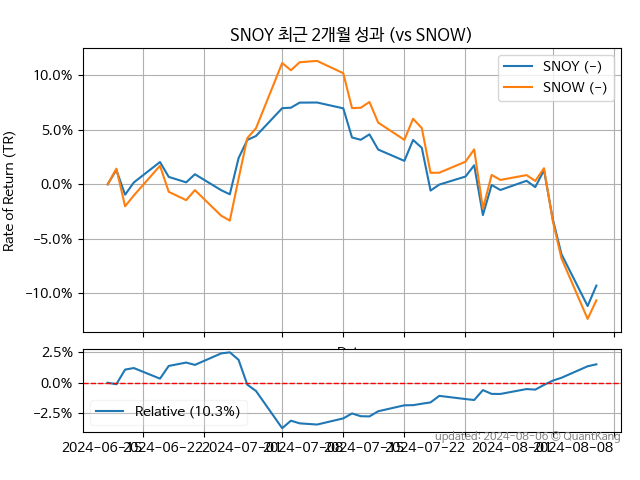 SNOY 최근 2개월 성과 (vs SNOW)
Rate of Return (TR)
10.0%
5.0%
0.0%
−5.0%
−10.0%
SNOY (-)
SNOW (-)
2.5%
0.0%
−2.5%
Relative (10.3%)
updated: 2024-08-06 © QuantKang
2024-06-15
2024-06-22
2024-07-01
2024-07-08
2024-07-15
2024-07-22
2024-08-01
2024-08-08